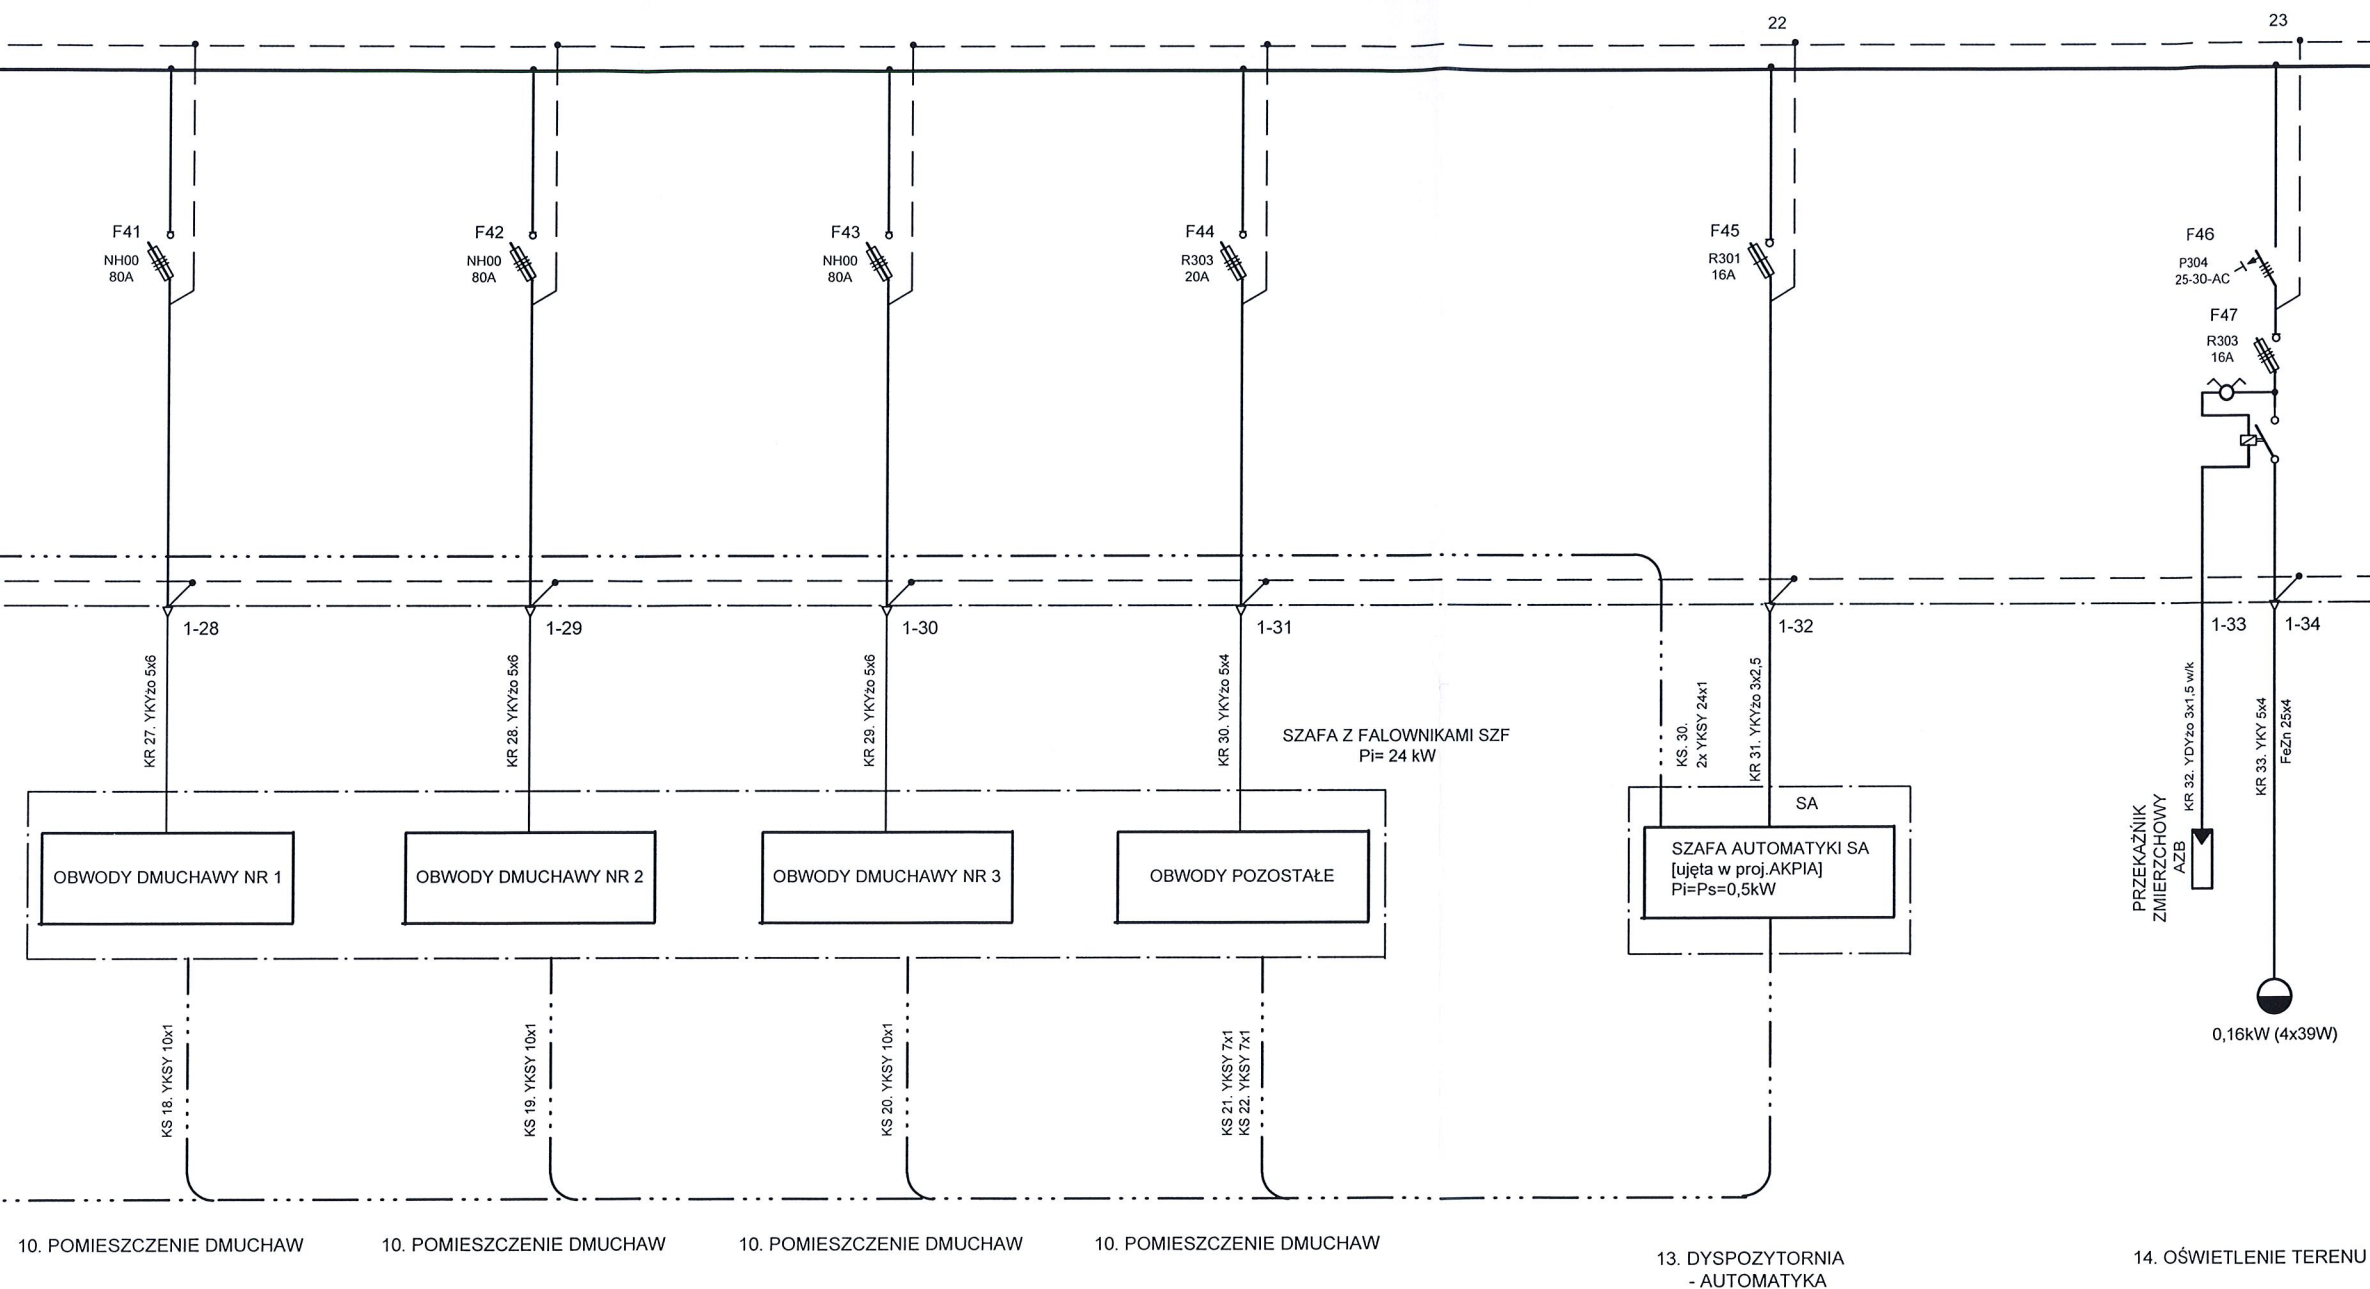 22
23
F41
NH00
80A
F42
NH00
80A
F43
NH00
80A
F44
R303
20A
F45
R301
16A
F46
P304
25-30-AC
F47
R303
16A
1-28
1-29
1-30
1-31
1-32
1-33
1-34
KR 27. YKYżo 5x6
KR 28. YKYżo 5x6
KR 29. YKYżo 5x6
KR 30. YKYżo 5x4
SZAFA Z FALOWNIKAMI SZF
Pi= 24 kW
KS. 30.
2x YKSY 24x1
KR 31. YKYżo 3x2,5
KR 32. YDYżo 3x1,5 w/k
KR 33. YKY 5x4
FeZn 25x4
OBWODY DMUCHAWY NR 1
OBWODY DMUCHAWY NR 2
OBWODY DMUCHAWY NR 3
OBWODY POZOSTAŁE
SA
SZAFA AUTOMATYKI SA
[ujęta w proj.AKPIA]
Pi=Ps=0,5kW
PRZEKAŹNIK
ZMIERZCHOWY
AZB
0,16kW (4x39W)
KS 18. YKSY 10x1
KS 19. YKSY 10x1
KS 20. YKSY 10x1
KS 21. YKSY 7x1
KS 22. YKSY 7x1
10. POMIESZCZENIE DMUCHAW
10. POMIESZCZENIE DMUCHAW
10. POMIESZCZENIE DMUCHAW
10. POMIESZCZENIE DMUCHAW
13. DYSPOZYTORNIA
- AUTOMATYKA
14. OŚWIETLENIE TERENU